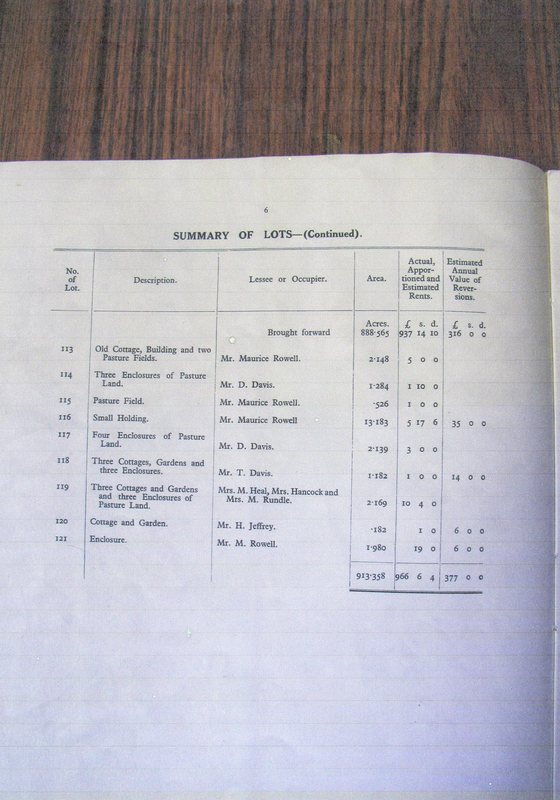 6
SUMMARY OF LOTS—(Continued).
No. of Lot. Description. Lessee or Occupier. Area. Actual, Appor- tioned and Estimated Rents. Estimated Annual Value of Rever- sions.
Acres. £ s. d. £ s. d.
Brought forward 888·565 937 14 10 316 0 0
113 Old Cottage, Building and two
Pasture Fields. Mr. Maurice Rowell. 2·148 5 0 0
114 Three Enclosures of Pasture
Land. Mr. D. Davis. 1·284 1 10 0
115 Pasture Field. Mr. Maurice Rowell. ·526 1 0 0
116 Small Holding. Mr. Maurice Rowell 13·183 5 17 6 35 0 0
117 Four Enclosures of Pasture
Land. Mr. D. Davis. 2·139 3 0 0
118 Three Cottages, Gardens and
three Enclosures. Mr. T. Davis. 1·182 1 0 0 14 0 0
119 Three Cottages and Gardens Mrs. M. Heal, Mrs. Hancock and
and three Enclosures of Mrs. M. Rundle. 2·169 10 4 0
Pasture Land.
120 Cottage and Garden. Mr. H. Jeffrey. ·182 1 0 6 0 0
121 Enclosure. Mr. M. Rowell. 1·980 19 0 6 0 0
913·358 966 6 4 377 0 0